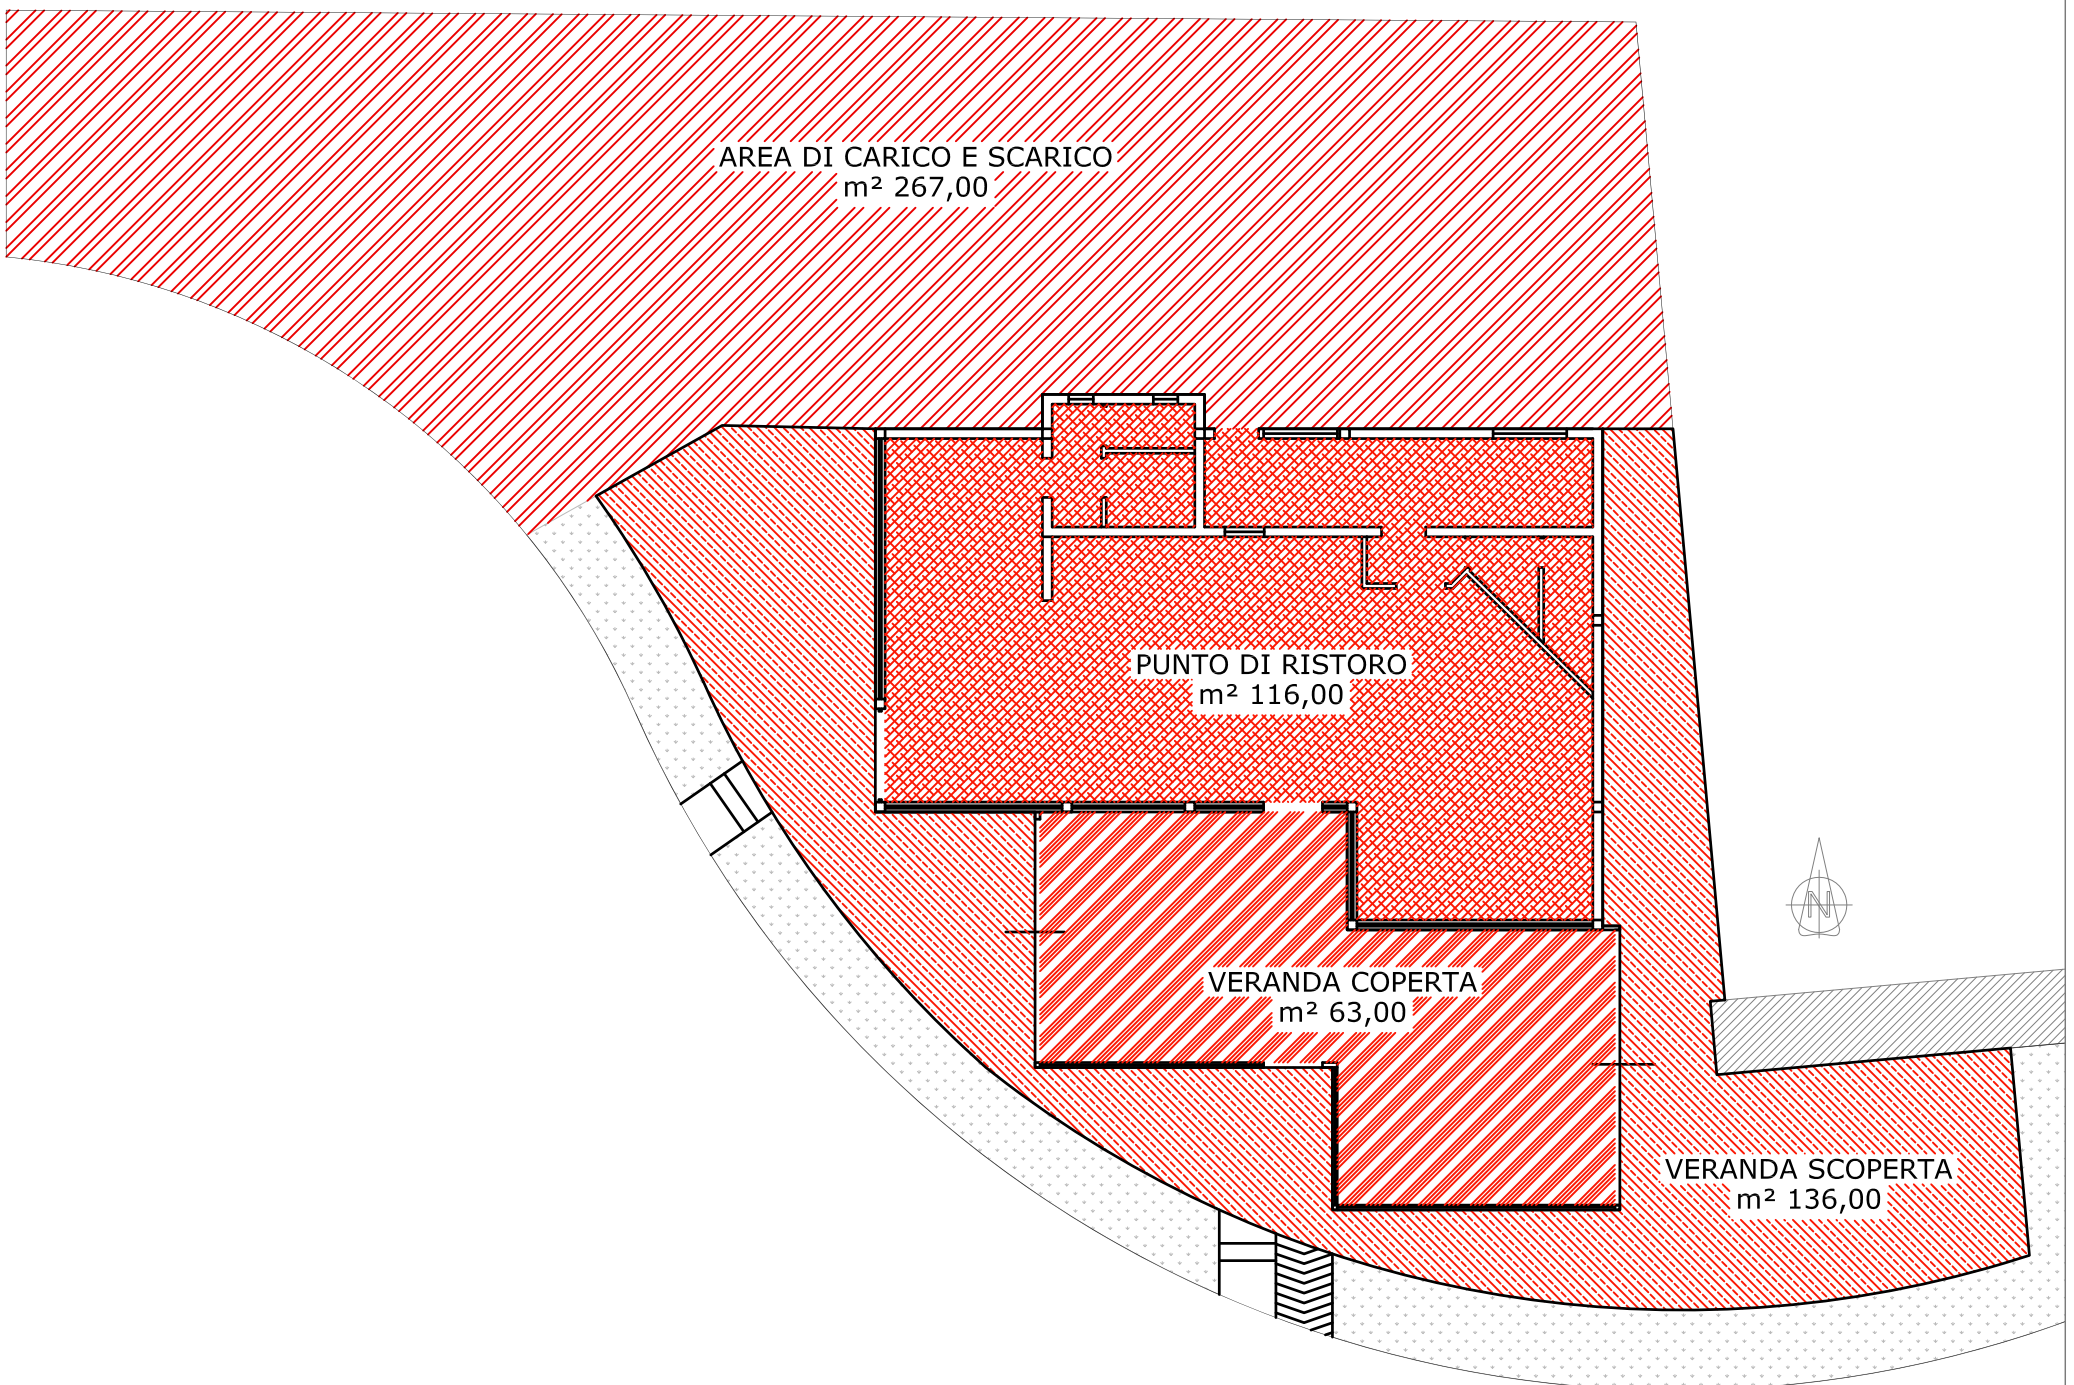 AREA DI CARICO E SCARICO
m² 267,00
PUNTO DI RISTORO
m² 116,00
N
VERANDA COPERTA
m² 63,00
VERANDA SCOPERTA
m² 136,00